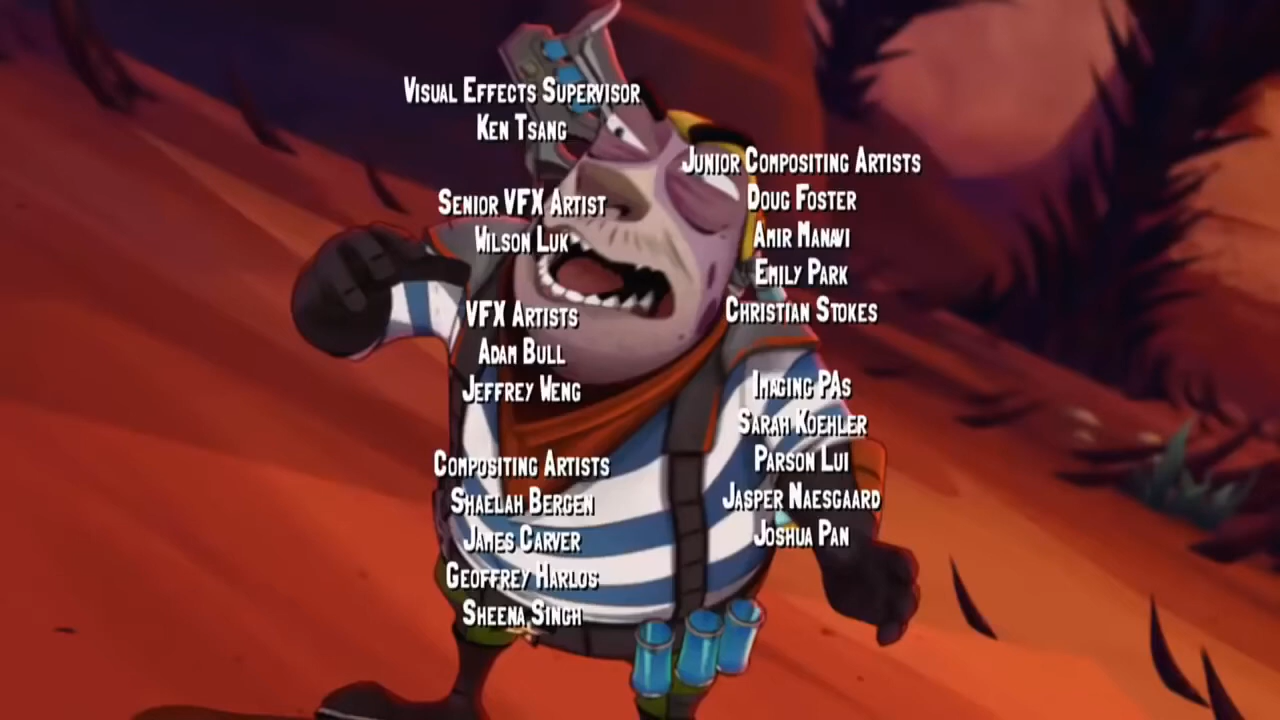 Visual Effects Supervisor
Ken Tsang
Senior VFX Artist
Wilson Luk
VFX Artists
Adam Bull
Jeffrey Weng
Compositing Artists
Shaelah Bergen
James Carver
Geoffrey Harlos
Sheena Singh
Junior Compositing Artists
Doug Foster
Amir Manavi
Emily Park
Christian Stokes
Imaging PAs
Sarah Koehler
Parson Lui
Jasper Naesgaard
Joshua Pan